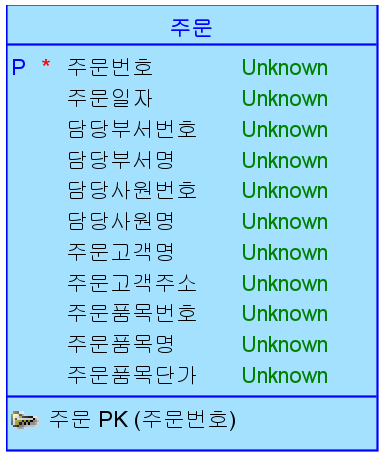 주문
P * 주문번호 Unknown
주문일자 Unknown
담당부서번호 Unknown
담당부서명 Unknown
담당사원번호 Unknown
담당사원명 Unknown
주문고객명 Unknown
주문고객주소 Unknown
주문품목번호 Unknown
주문품목명 Unknown
주문품목단가 Unknown
주문 PK (주문번호)